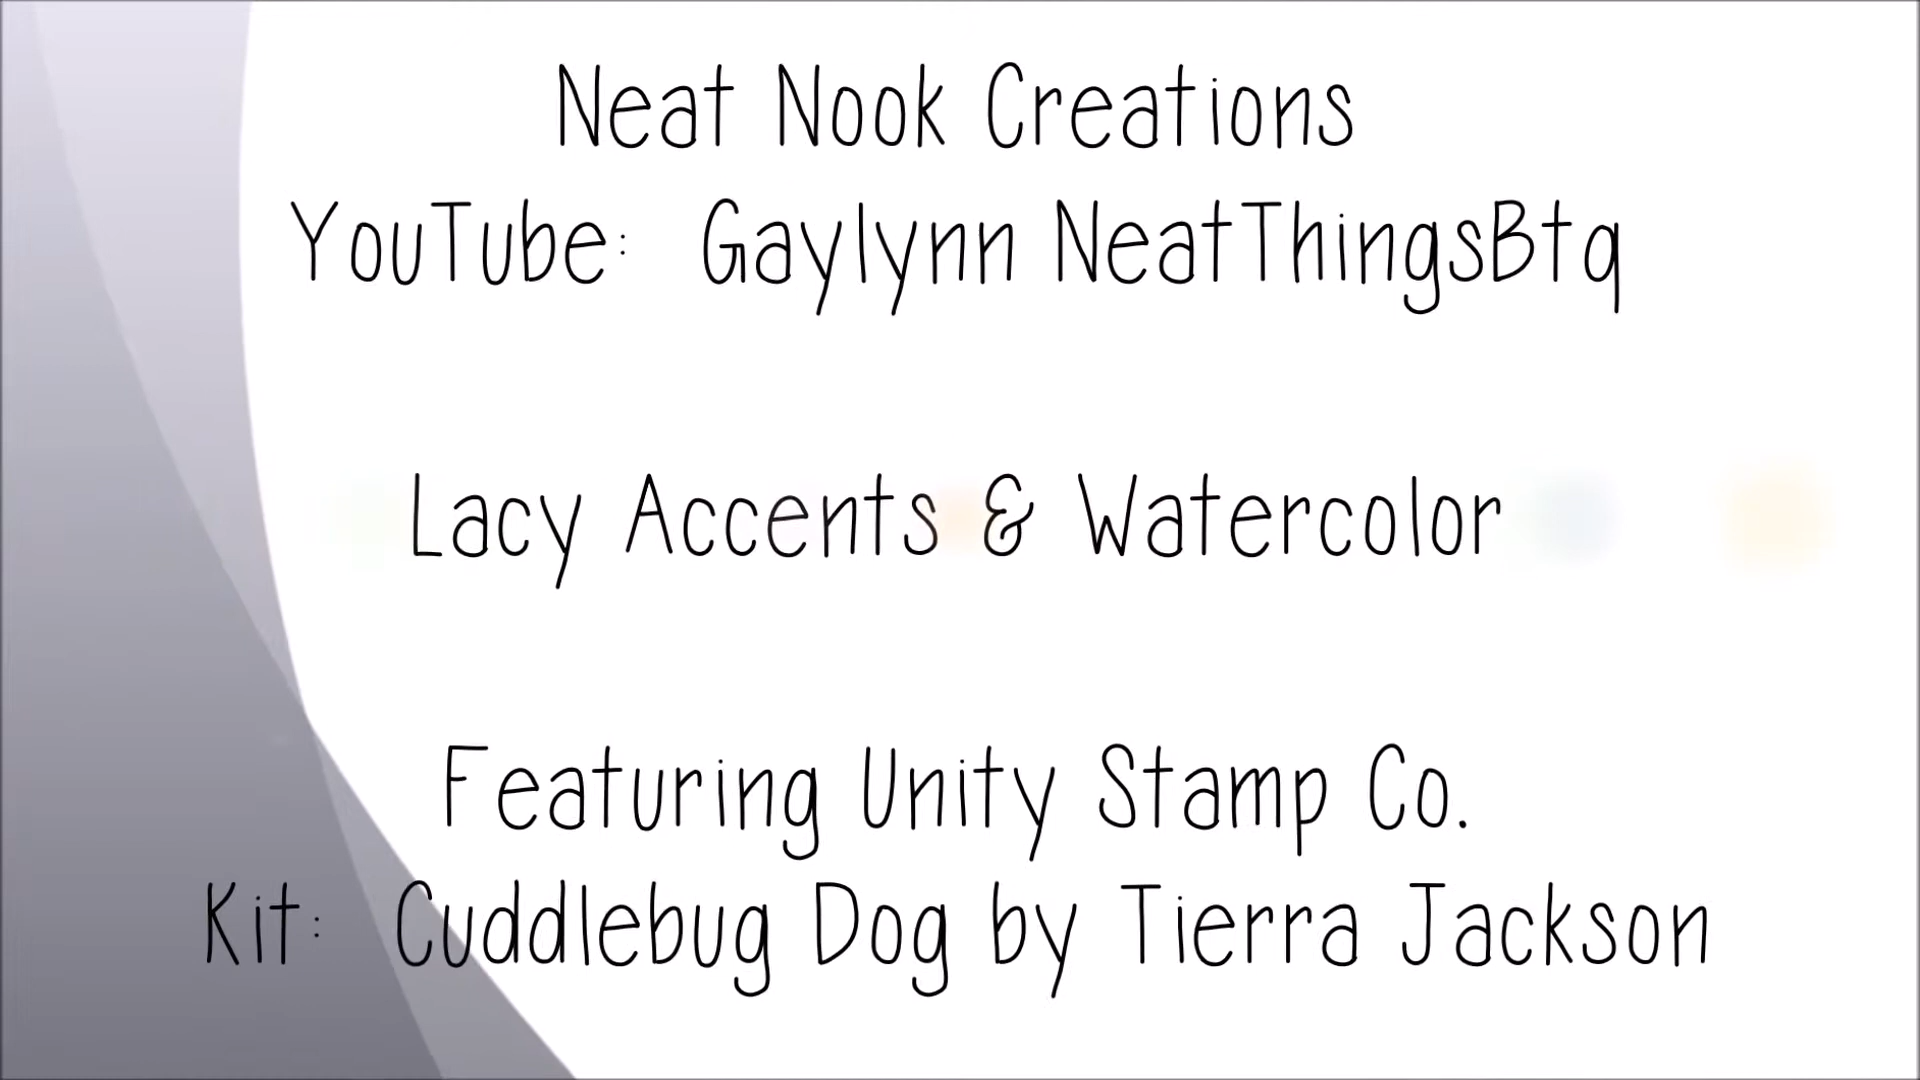 Neat Nook Creations
YouTube: Gaylynn NeatThingsBtq
Lacy Accents & Watercolor
Featuring Unity Stamp Co.
Kit: Cuddlebug Dog by Tierra Jackson